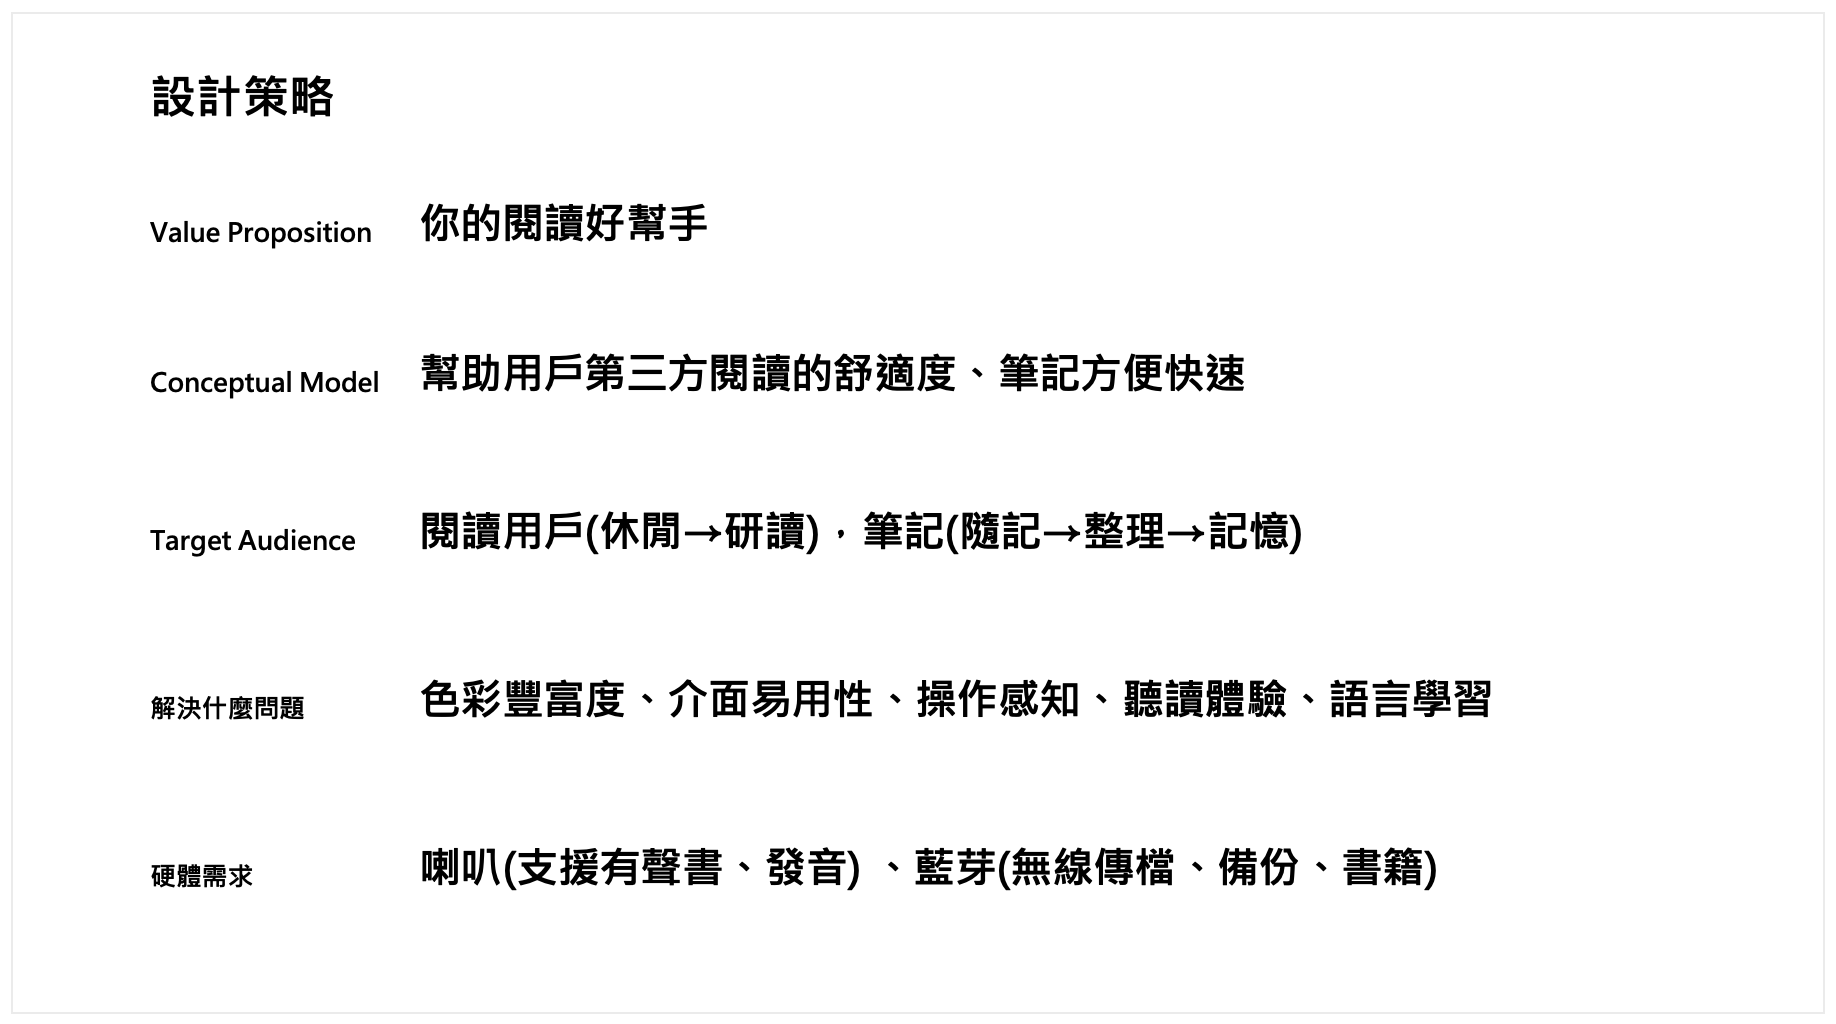 設計策略
Value Proposition 你的閱讀好幫手
Conceptual Model 幫助用戶第三方閱讀的舒適度、筆記方便快速
Target Audience 閱讀用戶(休閒→研讀)，筆記(隨記→整理→記憶)
解決什麼問題 色彩豐富度、介面易用性、操作感知、聽讀體驗、語言學習
硬體需求 喇叭(支援有聲書、發音) 、藍芽(無線傳檔、備份、書籍)